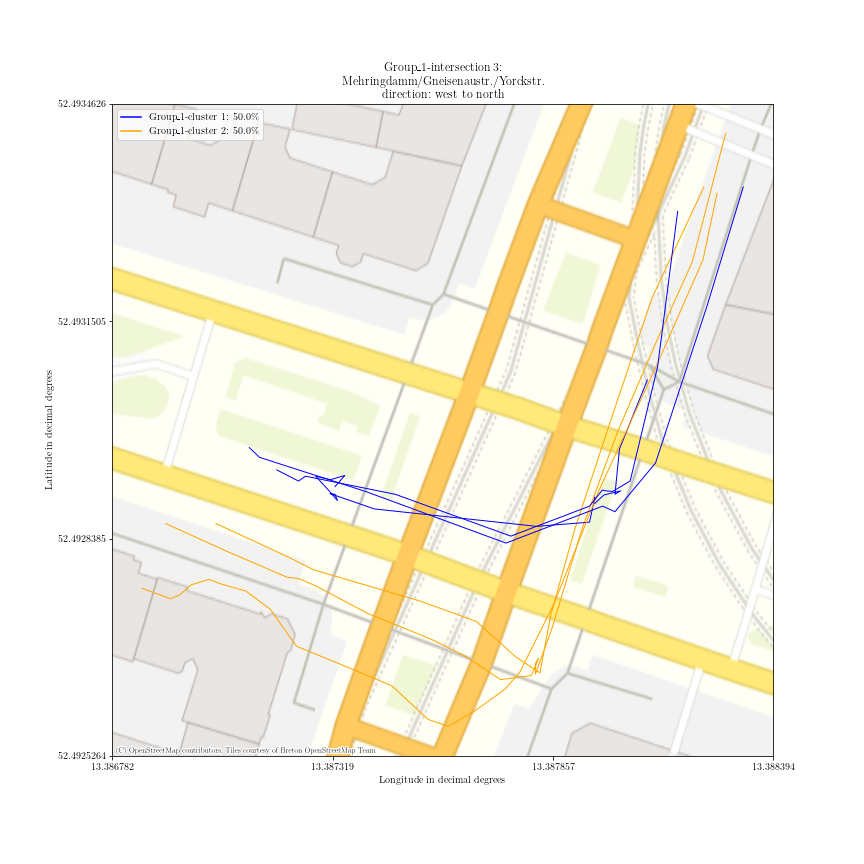 Group_1-intersection 3:
Mehringdamm/Gneisenaustr./Yorckstr.
direction: west to north
Group_1-cluster 1: 50.0%
Group_1-cluster 2: 50.0%
52.4934626
52.4931505
52.4928385
52.4925264
Latitude in decimal degrees
(C) OpenStreetMap contributors. Tiles courtesy of Breton OpenStreetMap Team
13.386782
13.387319
13.387857
13.388394
Longitude in decimal degrees